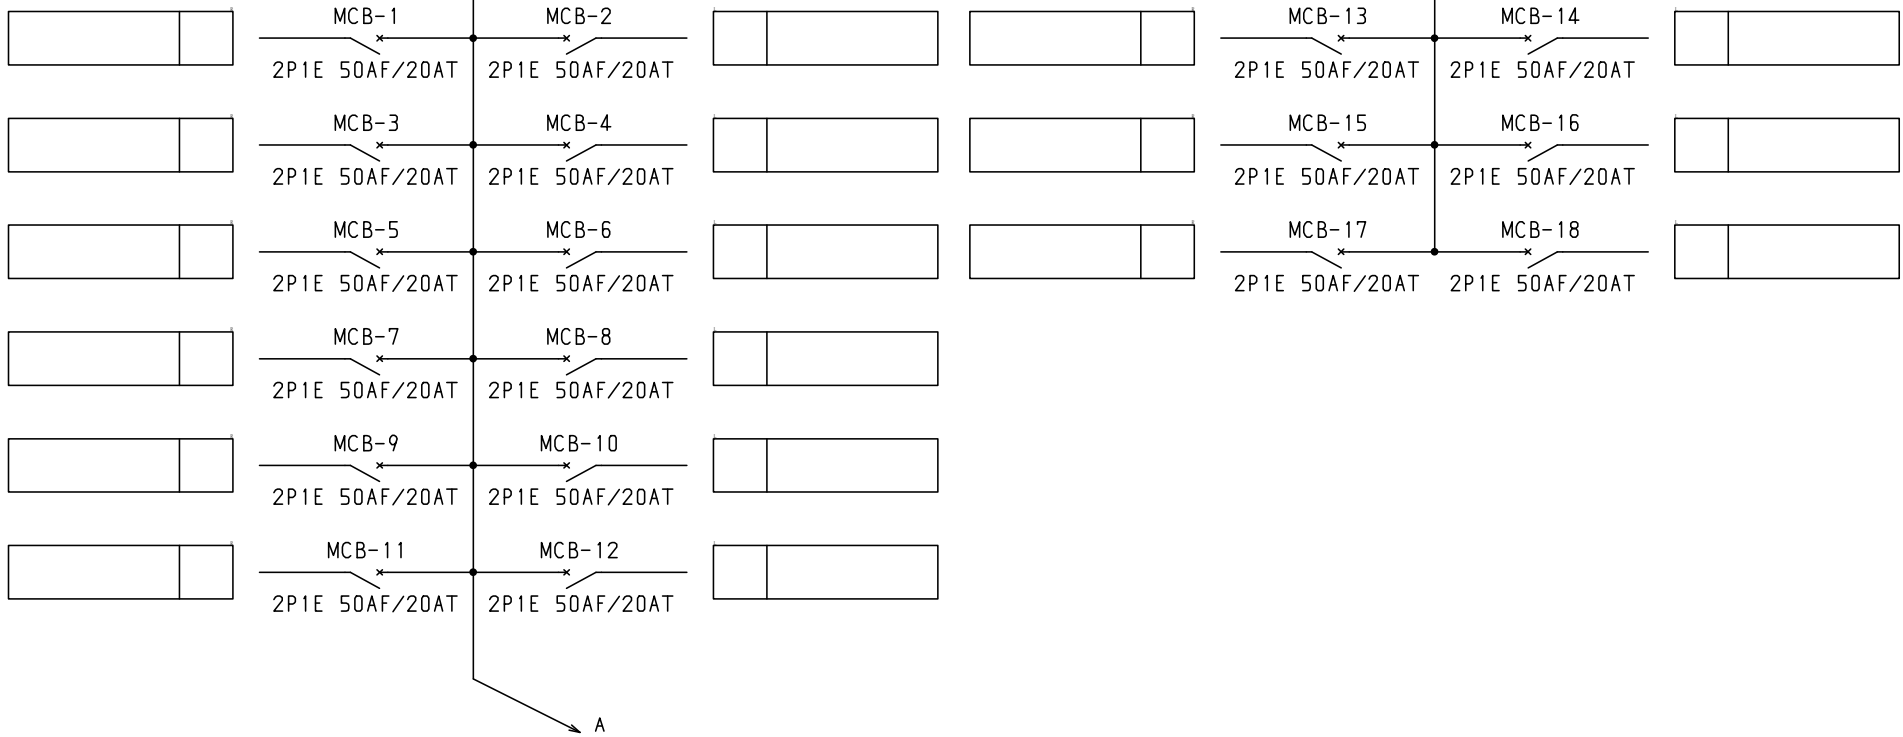 MCB-1 MCB-2
2P1E 50AF/20AT 2P1E 50AF/20AT
MCB-3 MCB-4
2P1E 50AF/20AT 2P1E 50AF/20AT
MCB-5 MCB-6
2P1E 50AF/20AT 2P1E 50AF/20AT
MCB-7 MCB-8
2P1E 50AF/20AT 2P1E 50AF/20AT
MCB-9 MCB-10
2P1E 50AF/20AT 2P1E 50AF/20AT
MCB-11 MCB-12
2P1E 50AF/20AT 2P1E 50AF/20AT
A
MCB-13 MCB-14
2P1E 50AF/20AT 2P1E 50AF/20AT
MCB-15 MCB-16
2P1E 50AF/20AT 2P1E 50AF/20AT
MCB-17 MCB-18
2P1E 50AF/20AT 2P1E 50AF/20AT